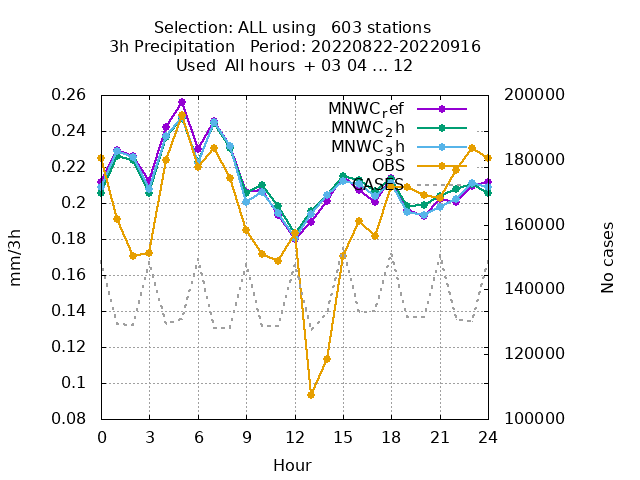 Selection: ALL using 603 stations
3h Precipitation Period: 20220822-20220916
Used All hours + 03 04 ... 12
0.26
0.24
0.22
0.2
0.18
0.16
0.14
0.12
0.1
0.08
200000
180000
160000
140000
120000
100000
MNWC_ref
MNWC_2h
MNWC_3h
OBS
CASES
mm/3h
No cases
0 3 6 9 12 15 18 21 24
Hour